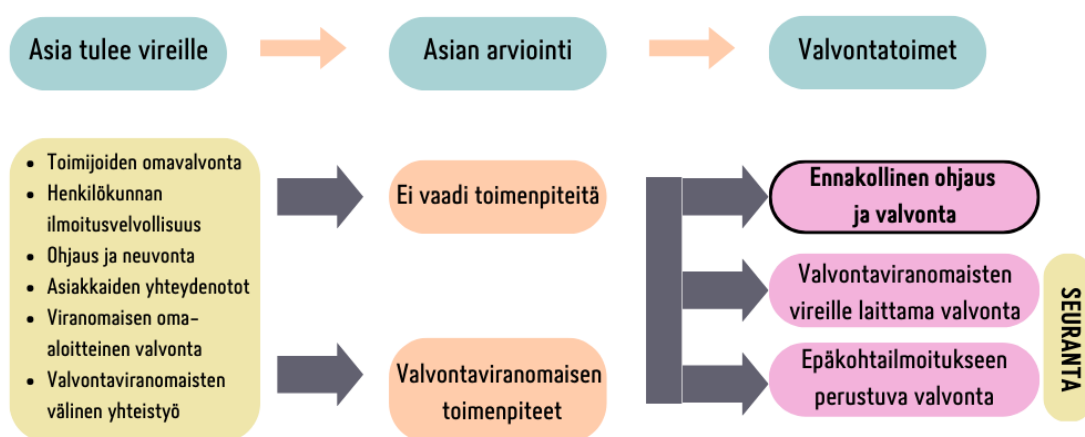 Asia tulee vireille
Asian arviointi
Valvontatoimet
• Toimijoiden omavalvonta
• Henkilökunnan
ilmoitusvelvollisuus
• Ohjaus ja neuvonta
• Asiakkaiden yhteydenotot
• Viranomaisen oma-
aloitteinen valvonta
• Valvontaviranomaisten
välinen yhteistyö
Ei vaadi toimenpiteitä
Valvontaviranomaisen
toimenpiteet
Ennakollinen ohjaus
ja valvonta
Valvontaviranomaisten
vireille laittama valvonta
Epäkohtailmoitukseen
perustuva valvonta
SEURANTA